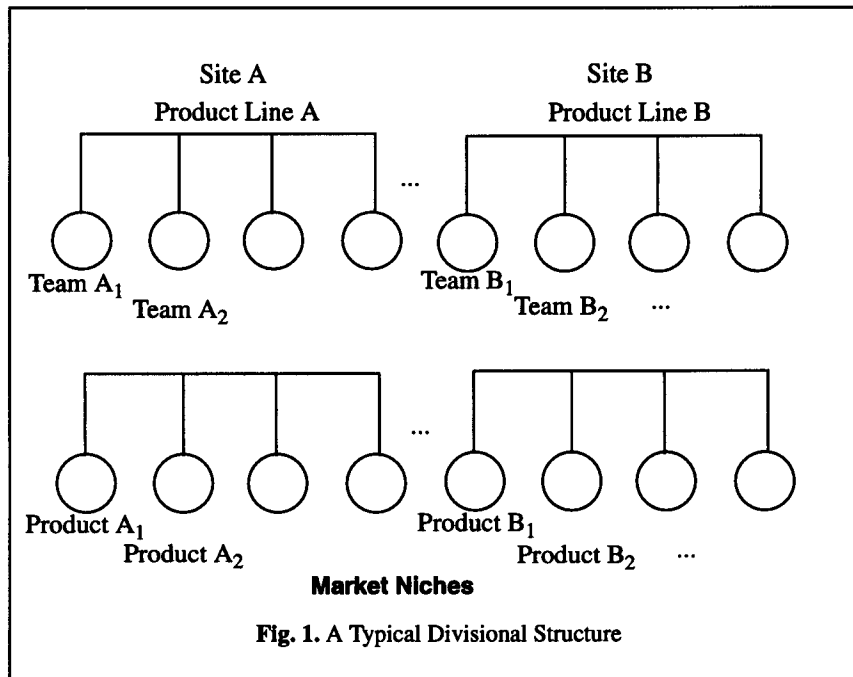 Site A Site B
Product Line A Product Line B
...
Team A1 Team B1
Team A2 Team B2 ...
...
Product A1 Product B1
Product A2 Product B2 ...
Market Niches
Fig. 1. A Typical Divisional Structure